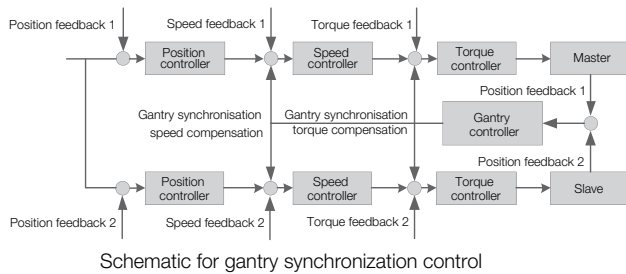 Position feedback 1
Speed feedback 1
Torque feedback 1
Position
controller
Speed
controller
Torque
controller
Master
Position feedback 1
Gantry synchronisation
speed compensation
Gantry synchronisation
torque compensation
Gantry
controller
Position feedback 2
Position
controller
Speed
controller
Torque
controller
Slave
Position feedback 2
Speed feedback 2
Torque feedback 2
Schematic for gantry synchronization control